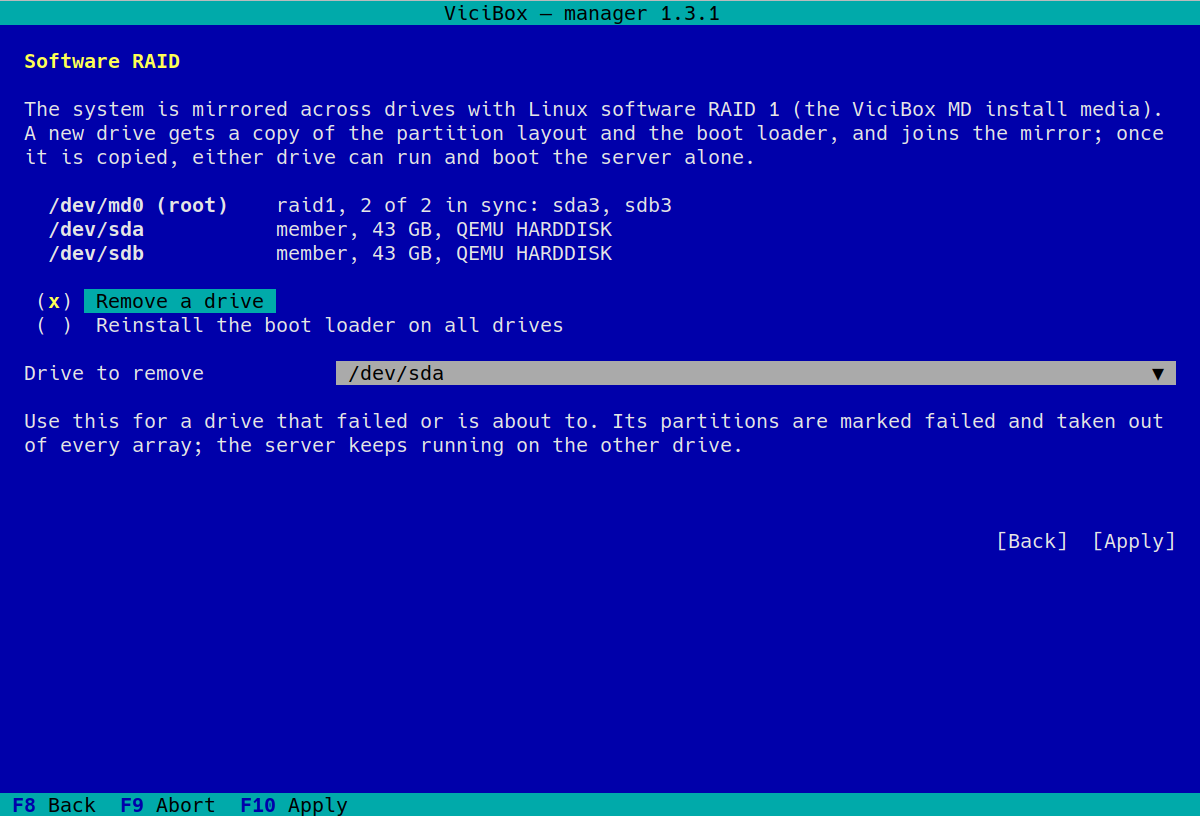 ViciBox — manager 1.3.1
Software RAID
The system is mirrored across drives with Linux software RAID 1 (the ViciBox MD install media).
A new drive gets a copy of the partition layout and the boot loader, and joins the mirror; once
it is copied, either drive can run and boot the server alone.
/dev/md0 (root) raid1, 2 of 2 in sync: sda3, sdb3
/dev/sda member, 43 GB, QEMU HARDDISK
/dev/sdb member, 43 GB, QEMU HARDDISK
(x) Remove a drive
( ) Reinstall the boot loader on all drives
Drive to remove /dev/sda ▼
Use this for a drive that failed or is about to. Its partitions are marked failed and taken out
of every array; the server keeps running on the other drive.
[Back] [Apply]
F8 Back F9 Abort F10 Apply